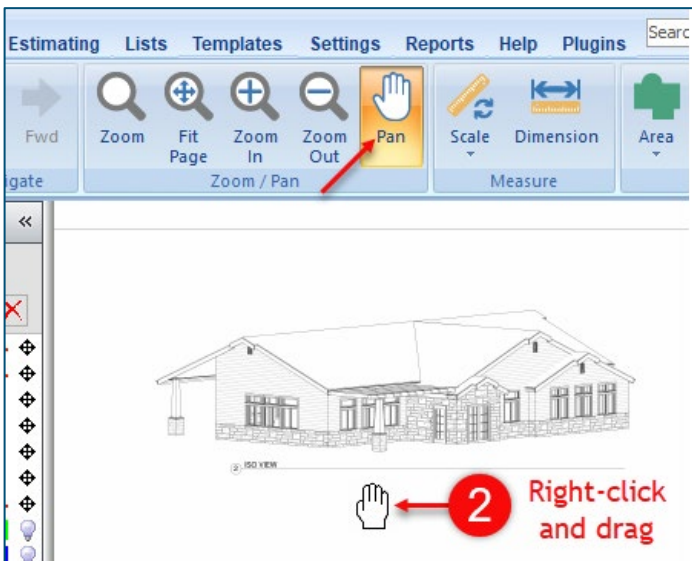 Searc
Estimating Lists Templates Settings Reports Help Plugins
Fwd Zoom Fit Page Zoom In Zoom Out Pan Scale Dimension Area
igate Zoom / Pan Measure
2 ISO VIEW
2 Right-click
and drag